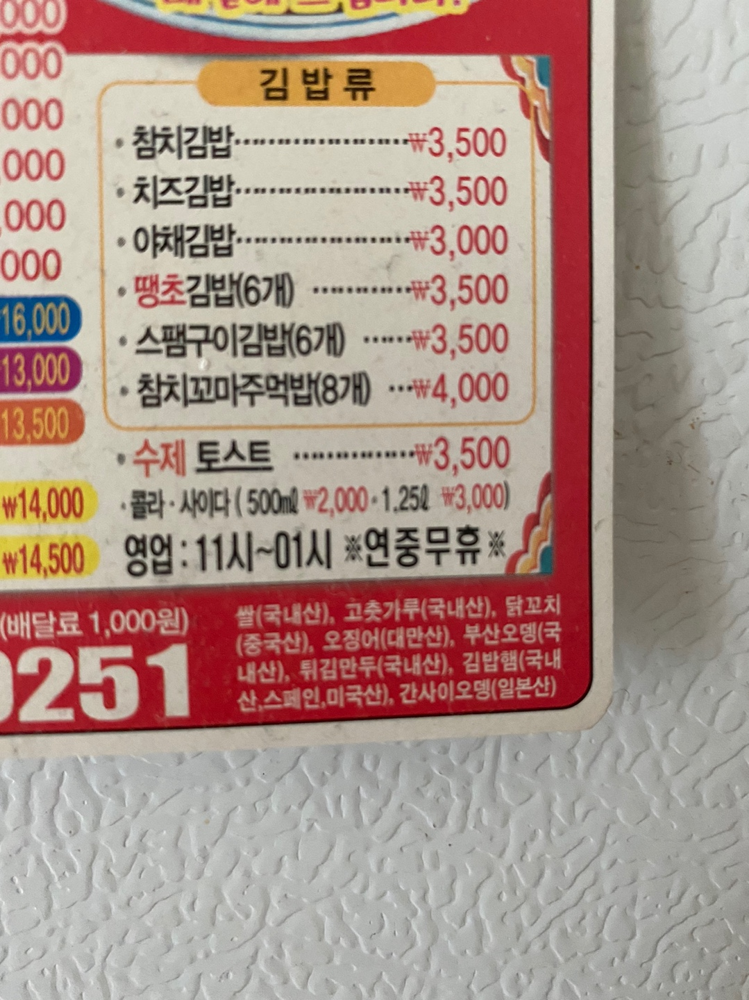 000
000
,000
,000
,000
000
16,000
13,000
13,500
₩14,000
₩14,500
김밥류
· 참치김밥····················₩3,500
· 치즈김밥····················₩3,500
· 야채김밥····················₩3,000
· 땡초김밥(6개) ············₩3,500
· 스팸구이김밥(6개) ······₩3,500
· 참치꼬마주먹밥(8개) ···₩4,000
· 수제 토스트 ··············₩3,500
· 콜라 · 사이다 ( 500㎖ ₩2,000 · 1.25ℓ ₩3,000)
영업 : 11시~01시 ※연중무휴※
(배달료 1,000원)
0251
쌀(국내산), 고춧가루(국내산), 닭꼬치
(중국산), 오징어(대만산), 부산오뎅(국
내산), 튀김만두(국내산), 김밥햄(국내
산,스페인,미국산), 간사이오뎅(일본산)